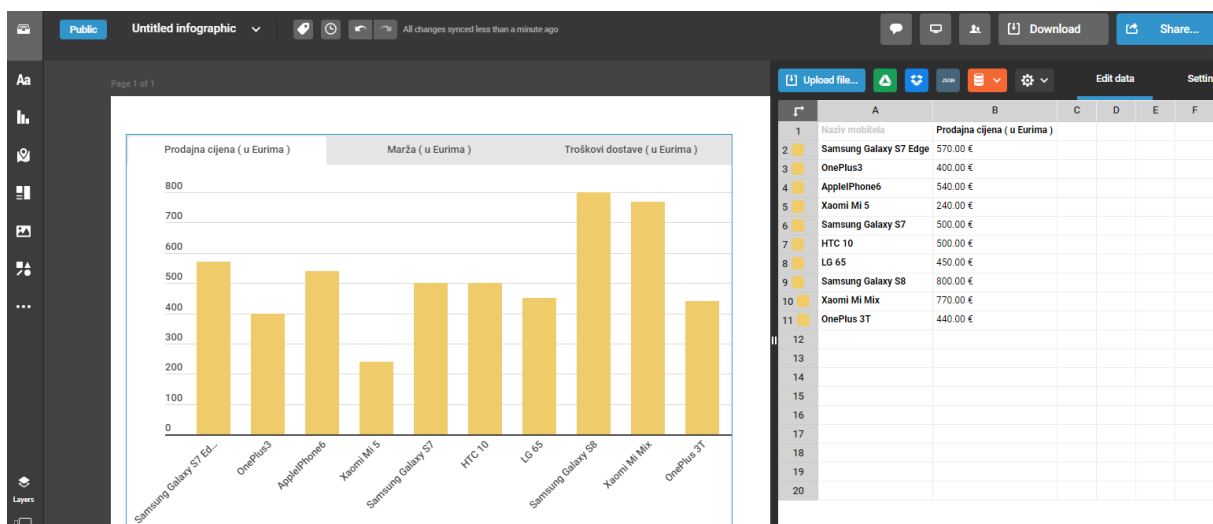 Public
Untitled infographic
All changes synced less than a minute ago
Download
Share...
Aa
Page 1 of 1
Upload file...
JSON
Edit data
Settin
Prodajna cijena ( u Eurima )
Marža ( u Eurima )
Troškovi dostave ( u Eurima )
800
700
600
500
400
300
200
100
0
Samsung Galaxy S7 Ed...
OnePlus3
ApplelPhone6
Xaomi Mi 5
Samsung Galaxy S7
HTC 10
LG 65
Samsung Galaxy S8
Xaomi Mi Mix
OnePlus 3T
A B C D E F
1 Naziv mobitela Prodajna cijena ( u Eurima )
2 Samsung Galaxy S7 Edge 570.00 €
3 OnePlus3 400.00 €
4 ApplelPhone6 540.00 €
5 Xaomi Mi 5 240.00 €
6 Samsung Galaxy S7 500.00 €
7 HTC 10 500.00 €
8 LG 65 450.00 €
9 Samsung Galaxy S8 800.00 €
10 Xaomi Mi Mix 770.00 €
11 OnePlus 3T 440.00 €
12
13
14
15
16
17
18
19
20
Layers